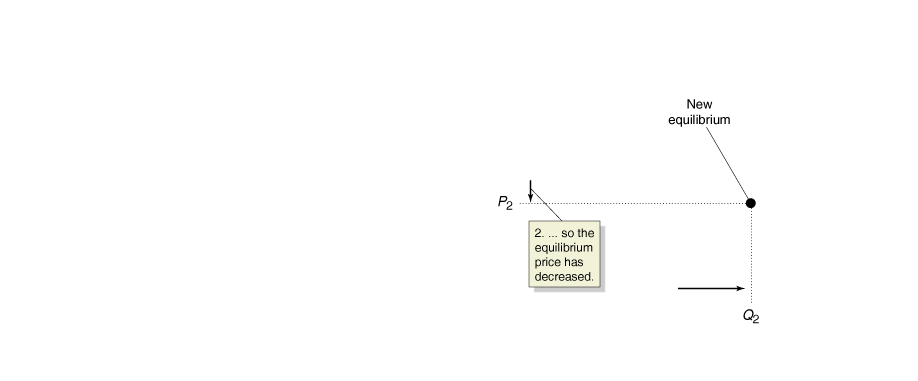 New
equilibrium
P2
2. ... so the
equilibrium
price has
decreased.
Q2